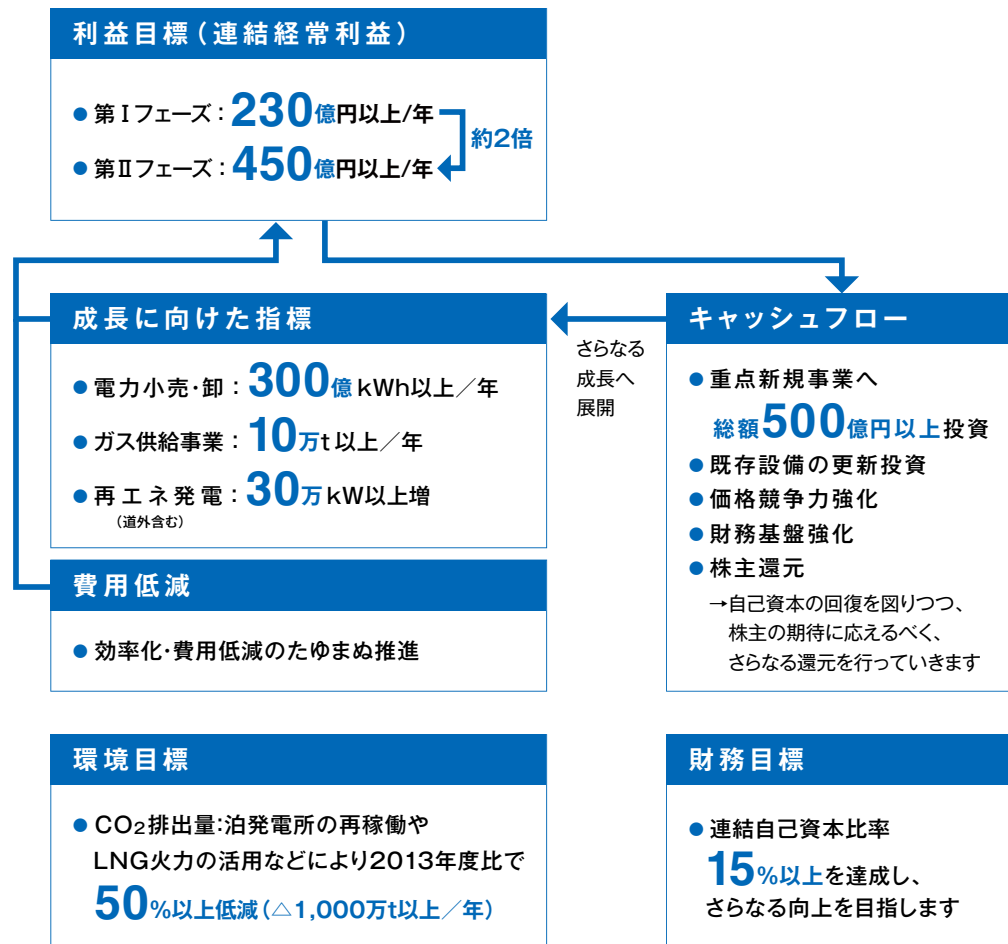 利益目標（連結経常利益）
●第Ⅰフェーズ：230億円以上/年
●第Ⅱフェーズ：450億円以上/年
約2倍
成長に向けた指標
●電力小売・卸：300億kWh以上／年
●ガス供給事業：10万t以上／年
●再エネ発電：30万kW以上増
（道外含む）
費用低減
●効率化・費用低減のたゆまぬ推進
さらなる
成長へ
展開
キャッシュフロー
●重点新規事業へ
総額500億円以上投資
●既存設備の更新投資
●価格競争力強化
●財務基盤強化
●株主還元
→自己資本の回復を図りつつ、
株主の期待に応えるべく、
さらなる還元を行っていきます
環境目標
●CO2排出量:泊発電所の再稼働や
LNG火力の活用などにより2013年度比で
50%以上低減（△1,000万t以上／年）
財務目標
●連結自己資本比率
15%以上を達成し、
さらなる向上を目指します